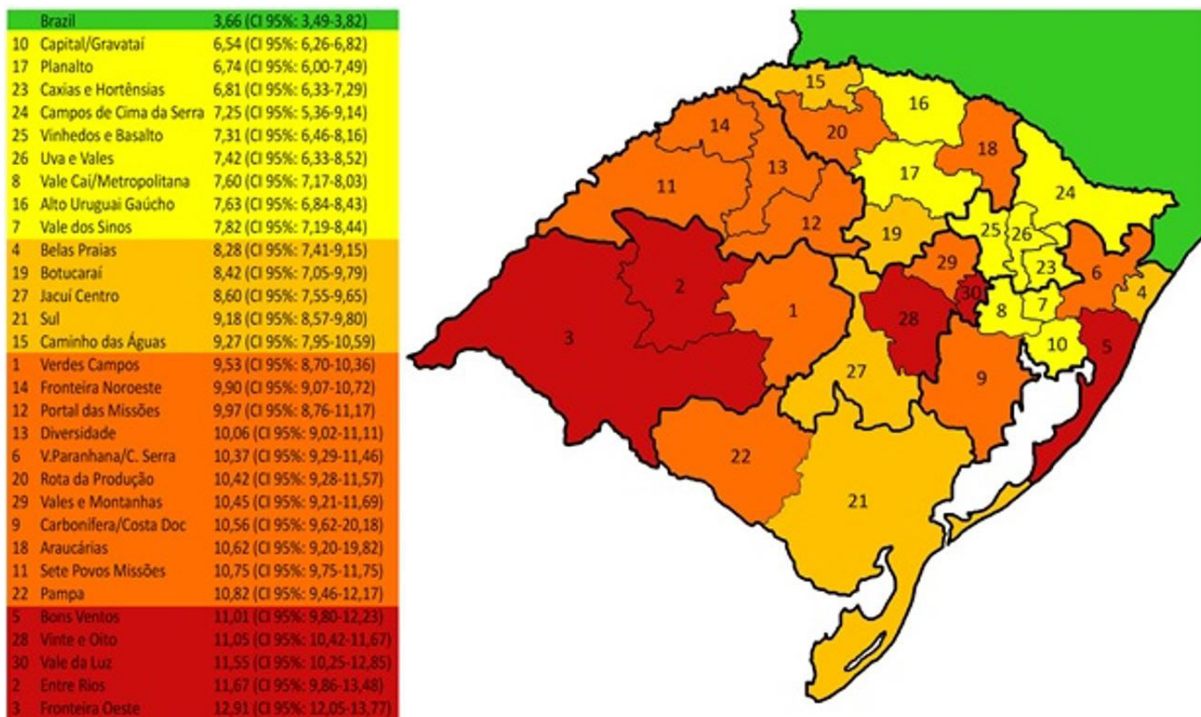 Brazil 3,66 (CI 95%: 3,49-3,82)
10 Capital/Gravataí 6,54 (CI 95%: 6,26-6,82)
17 Planalto 6,74 (CI 95%: 6,00-7,49)
23 Caxias e Hortênsias 6,81 (CI 95%: 6,33-7,29)
24 Campos de Cima da Serra 7,25 (CI 95%: 5,36-9,14)
25 Vinhedos e Basalto 7,31 (CI 95%: 6,46-8,16)
26 Uva e Vales 7,42 (CI 95%: 6,33-8,52)
8 Vale Caí/Metropolitana 7,60 (CI 95%: 7,17-8,03)
16 Alto Uruguai Gaúcho 7,63 (CI 95%: 6,84-8,43)
7 Vale dos Sinos 7,82 (CI 95%: 7,19-8,44)
4 Belas Praias 8,28 (CI 95%: 7,41-9,15)
19 Botucaraí 8,42 (CI 95%: 7,05-9,79)
27 Jacuí Centro 8,60 (CI 95%: 7,55-9,65)
21 Sul 9,18 (CI 95%: 8,57-9,80)
15 Caminho das Águas 9,27 (CI 95%: 7,95-10,59)
1 Verdes Campos 9,53 (CI 95%: 8,70-10,36)
14 Fronteira Noroeste 9,90 (CI 95%: 9,07-10,72)
12 Portal das Missões 9,97 (CI 95%: 8,76-11,17)
13 Diversidade 10,06 (CI 95%: 9,02-11,11)
6 V.Paranhana/C. Serra 10,37 (CI 95%: 9,29-11,46)
20 Rota da Produção 10,42 (CI 95%: 9,28-11,57)
29 Vales e Montanhas 10,45 (CI 95%: 9,21-11,69)
9 Carbonífera/Costa Doc 10,56 (CI 95%: 9,62-20,18)
18 Araucárias 10,62 (CI 95%: 9,20-19,82)
11 Sete Povos Missões 10,75 (CI 95%: 9,75-11,75)
22 Pampa 10,82 (CI 95%: 9,46-12,17)
5 Bons Ventos 11,01 (CI 95%: 9,80-12,23)
28 Vinte e Oito 11,05 (CI 95%: 10,42-11,67)
30 Vale da Luz 11,55 (CI 95%: 10,25-12,85)
2 Entre Rios 11,67 (CI 95%: 9,86-13,48)
3 Fronteira Oeste 12,91 (CI 95%: 12,05-13,77)
15
16
14
20
18
13
11
17
24
12
19
25
26
29
23
6
2
30
7
4
8
1
28
3
10
5
27
9
22
21